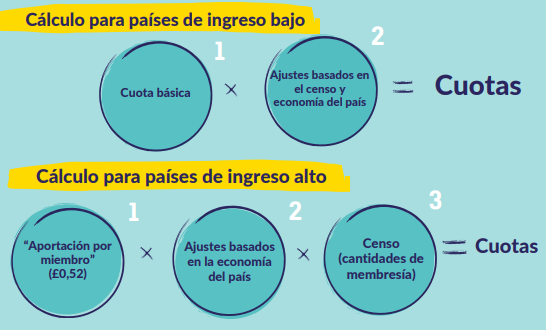 Cálculo para países de ingreso bajo
1
2
Cuota básica
×
Ajustes basados en
el censo y
economía del país
=
Cuotas
Cálculo para países de ingreso alto
1
2
3
“Aportación por
miembro”
(£0,52)
×
Ajustes basados
en la economía
del país
×
Censo
(cantidades de
membresía)
=
Cuotas